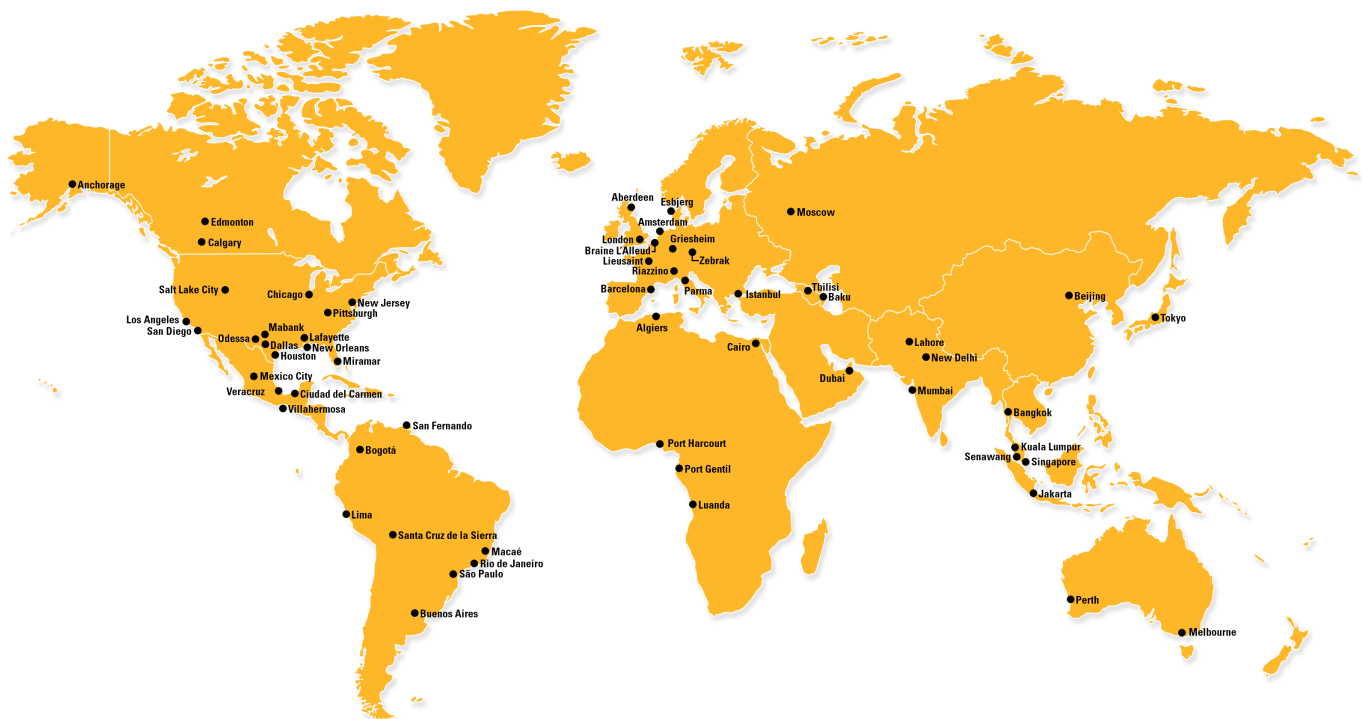 Anchorage
Edmonton
Calgary
Salt Lake City
Chicago
New Jersey
Pittsburgh
Los Angeles
San Diego
Odessa
Mabank
Dallas
Houston
Lafayette
New Orleans
Miramar
Mexico City
Veracruz
Ciudad del Carmen
Villahermosa
San Fernando
Bogotá
Lima
Santa Cruz de la Sierra
Macaé
Rio de Janeiro
São Paulo
Buenos Aires
Aberdeen
Esbjerg
Amsterdam
London
Griesheim
Braine L'Alleud
Lieusaint
Zebrak
Riazzino
Barcelona
Parma
Istanbul
Algiers
Cairo
Moscow
Tbilisi
Baku
Dubai
Port Harcourt
Port Gentil
Luanda
Lahore
New Delhi
Mumbai
Beijing
Tokyo
Bangkok
Kuala Lumpur
Senawang
Singapore
Jakarta
Perth
Melbourne